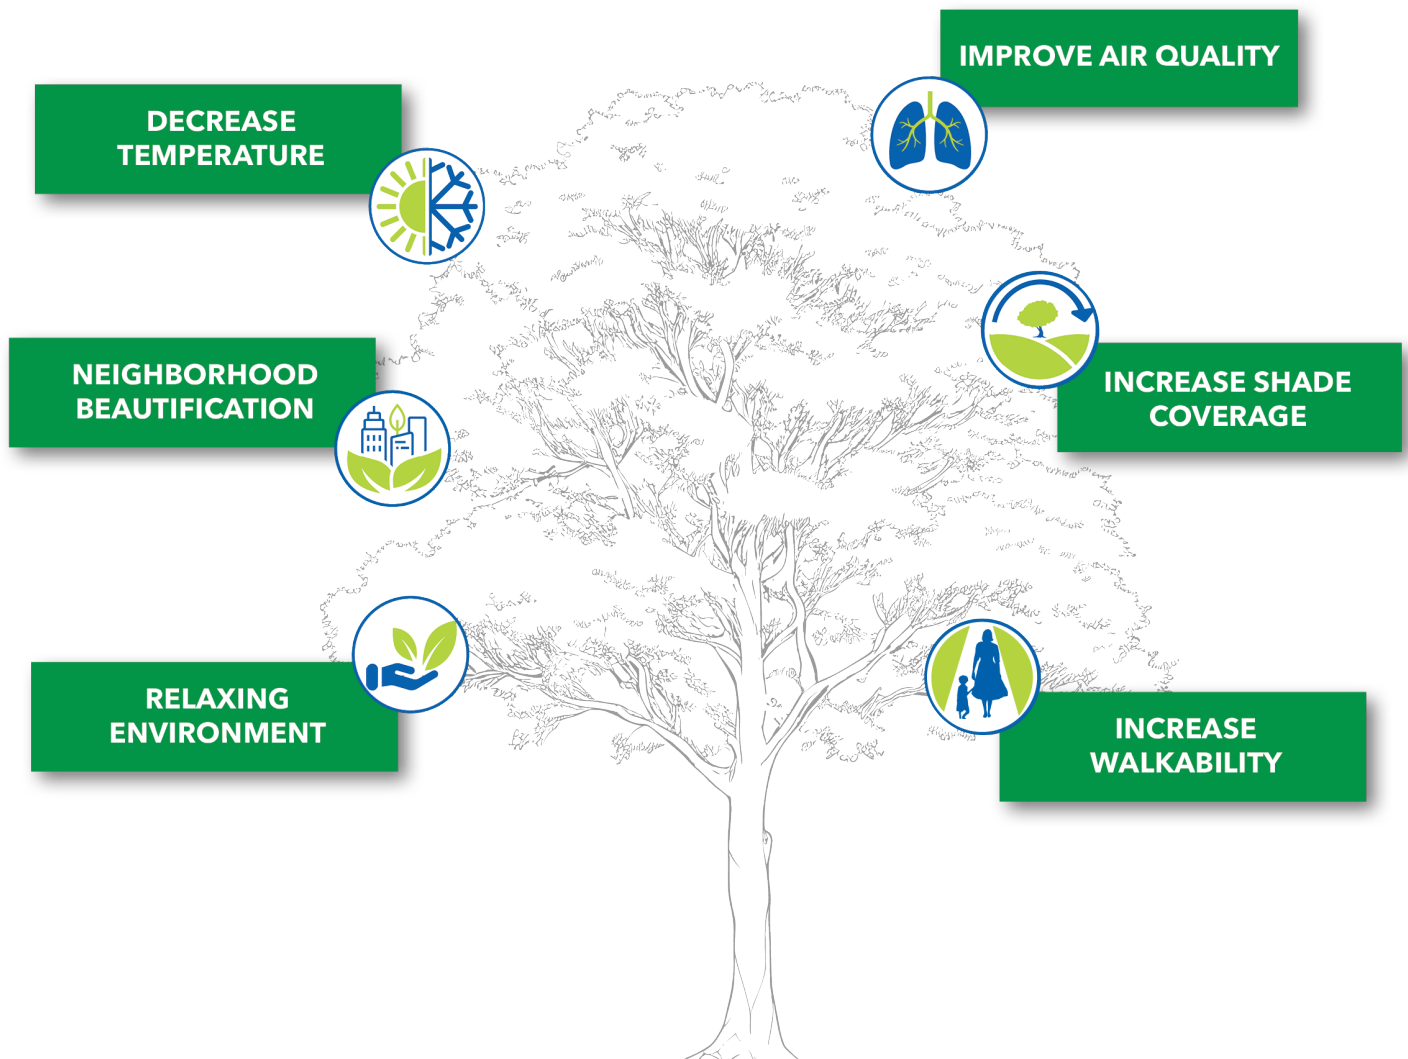 IMPROVE AIR QUALITY
DECREASE
TEMPERATURE
NEIGHBORHOOD
BEAUTIFICATION
INCREASE SHADE
COVERAGE
RELAXING
ENVIRONMENT
INCREASE
WALKABILITY